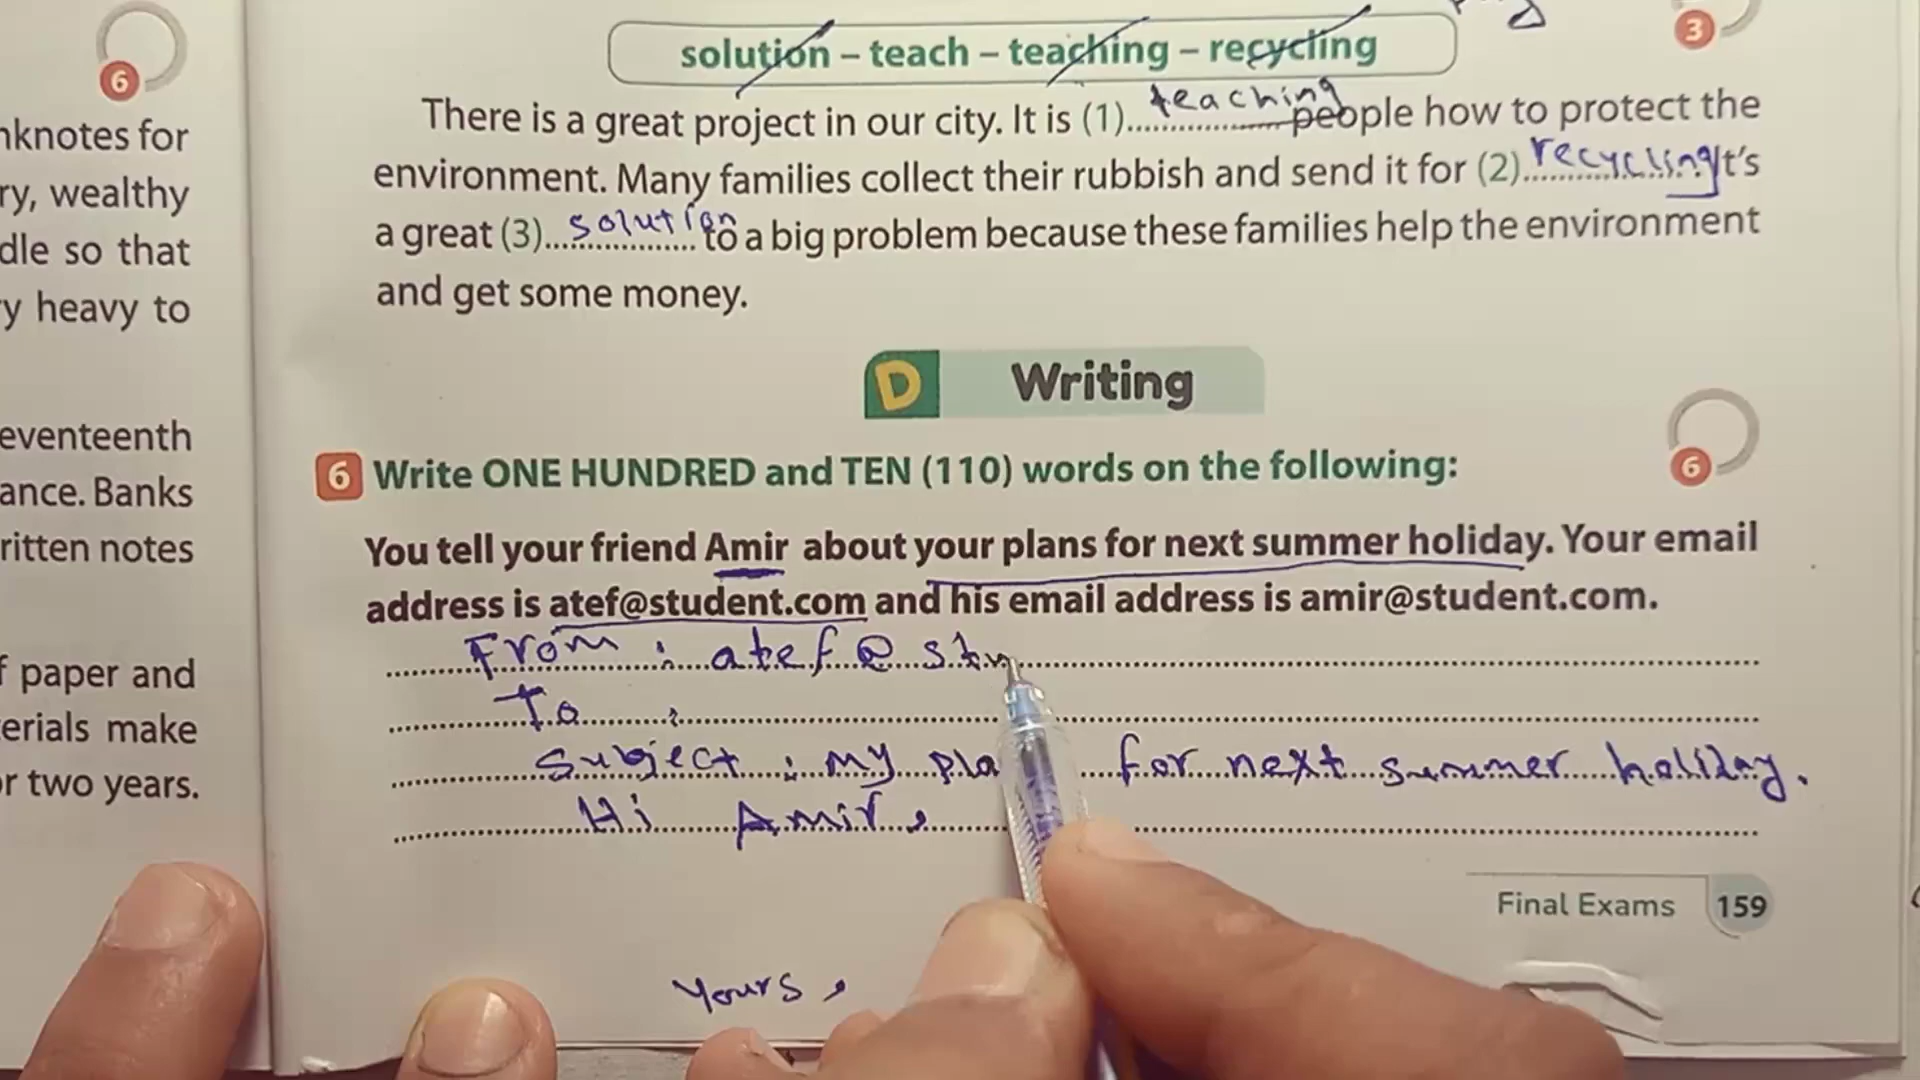 3
solution – teach – teaching – recycling
6
There is a great project in our city. It is (1)..... teaching people how to protect the
nknotes for
environment. Many families collect their rubbish and send it for (2)..... recycling It's
ry, wealthy
a great (3)..... solution to a big problem because these families help the environment
dle so that
and get some money.
y heavy to
D Writing
eventeenth
6 Write ONE HUNDRED and TEN (110) words on the following:
6
ance. Banks
You tell your friend Amir about your plans for next summer holiday. Your email
ritten notes
address is atef@student.com and his email address is amir@student.com.
From : atef @ stu
f paper and
To :
erials make
Subject : my pla for next summer holiday.
r two years.
Hi Amir,
Final Exams 159
Yours,